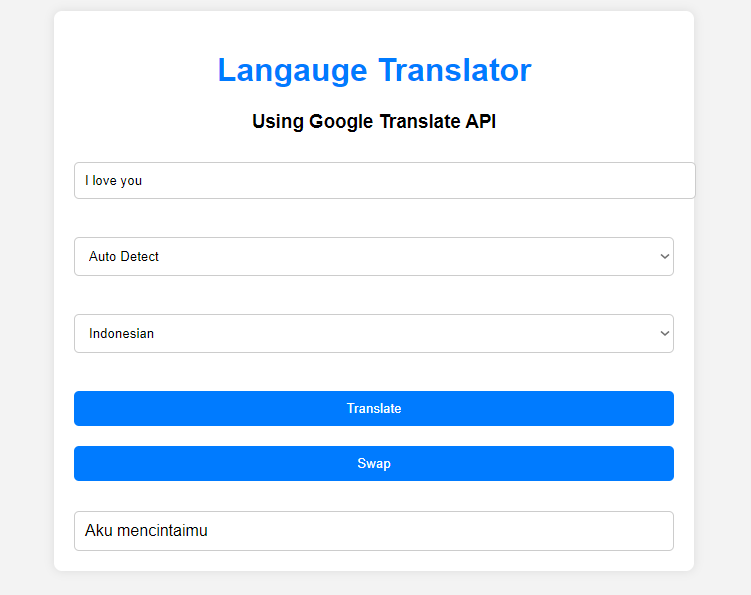 Langauge Translator
Using Google Translate API
I love you
Auto Detect
Indonesian
Translate
Swap
Aku mencintaimu